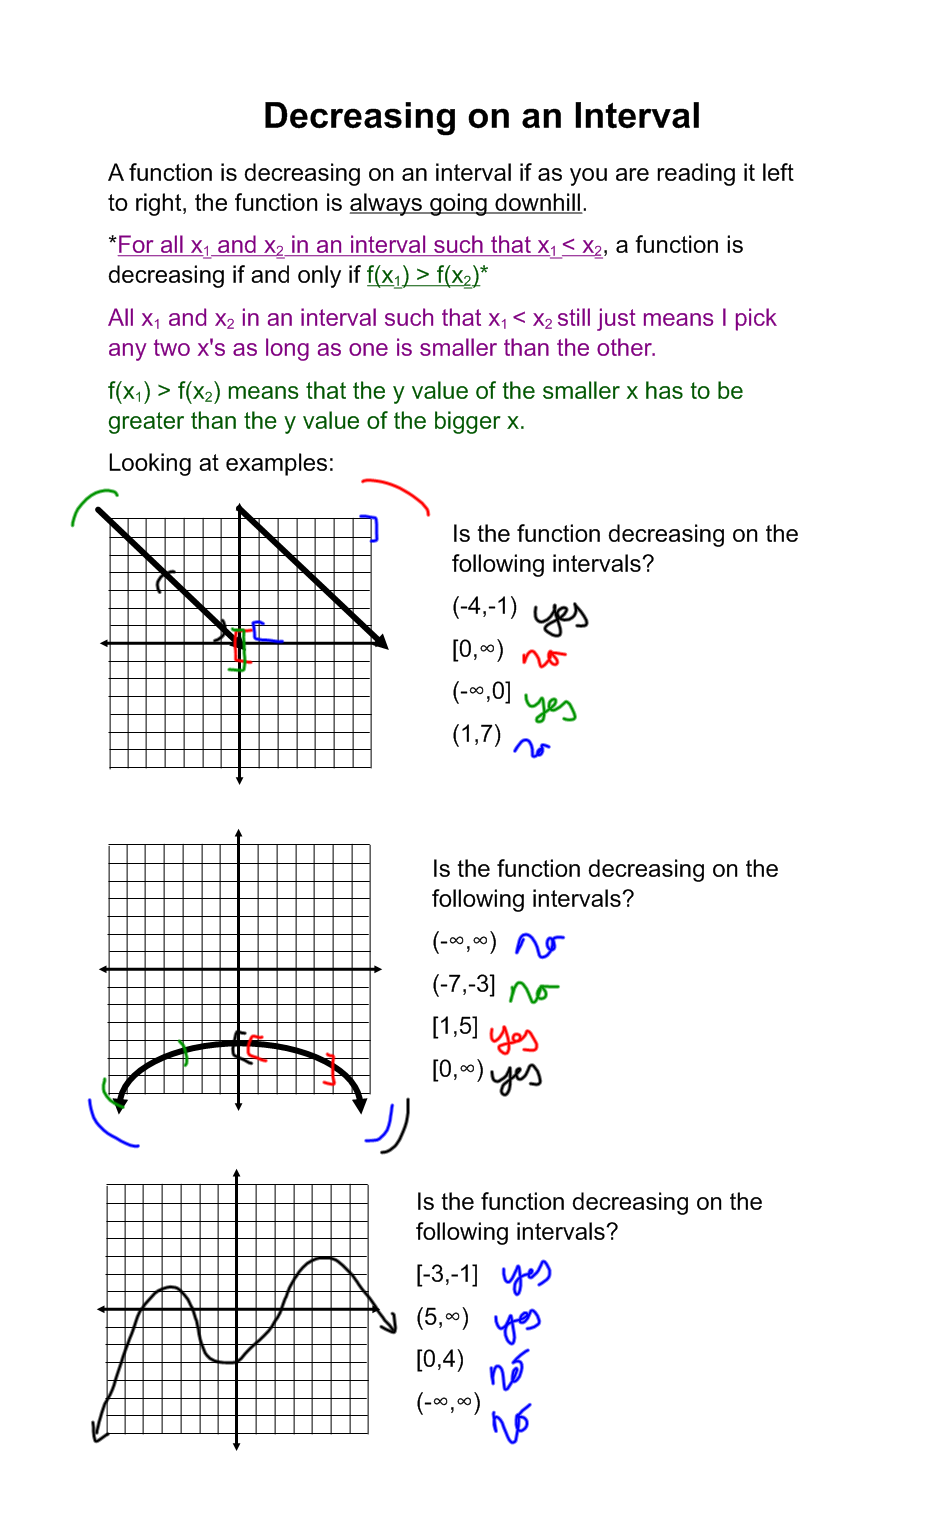 Decreasing on an Interval
A function is decreasing on an interval if as you are reading it left
to right, the function is always going downhill.
*For all x₁ and x₂ in an interval such that x₁ < x₂, a function is
decreasing if and only if f(x₁) > f(x₂)*
All x₁ and x₂ in an interval such that x₁ < x₂ still just means I pick
any two x's as long as one is smaller than the other.
f(x₁) > f(x₂) means that the y value of the smaller x has to be
greater than the y value of the bigger x.
Looking at examples:
Is the function decreasing on the
following intervals?
(-4,-1) yes
[0,∞) no
(-∞,0] yes
(1,7) no
Is the function decreasing on the
following intervals?
(-∞,∞) no
(-7,-3] no
[1,5] yes
[0,∞) yes
Is the function decreasing on the
following intervals?
[-3,-1] yes
(5,∞) yes
[0,4) no
(-∞,∞) no